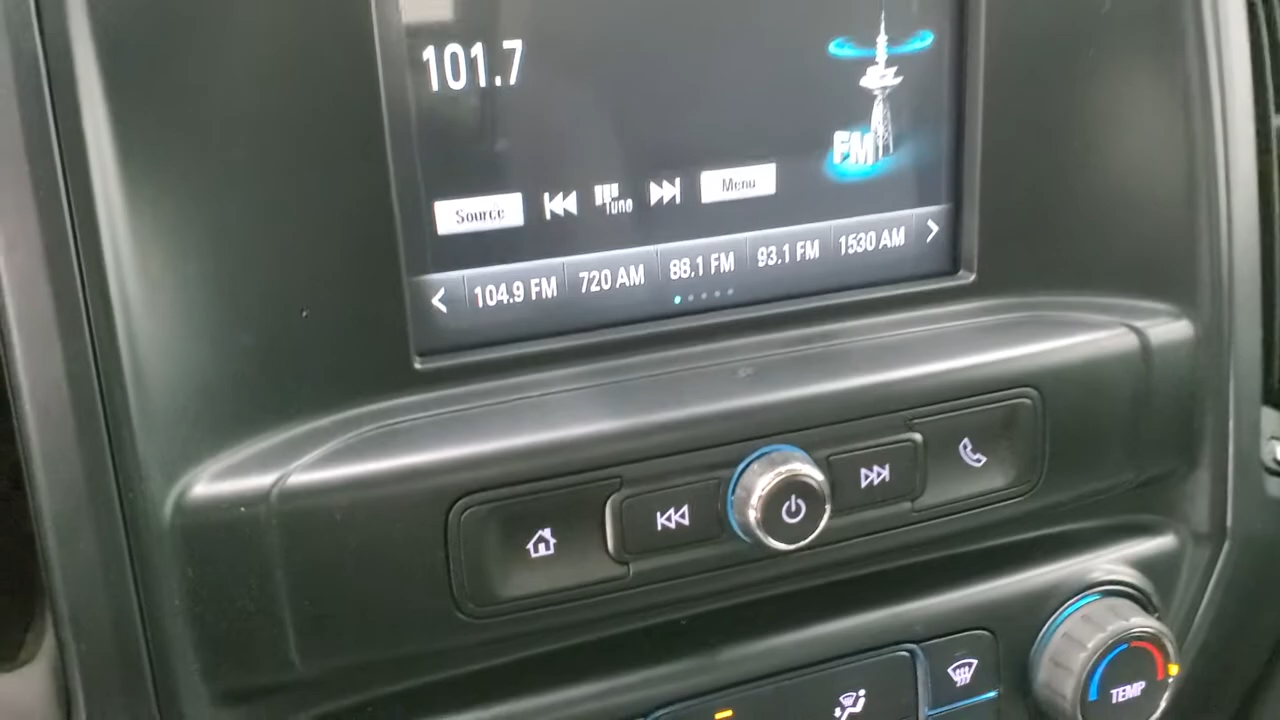 101.7
FM
Source
Tune
Menu
104.9 FM
720 AM
88.1 FM
93.1 FM
1530 AM
TEMP